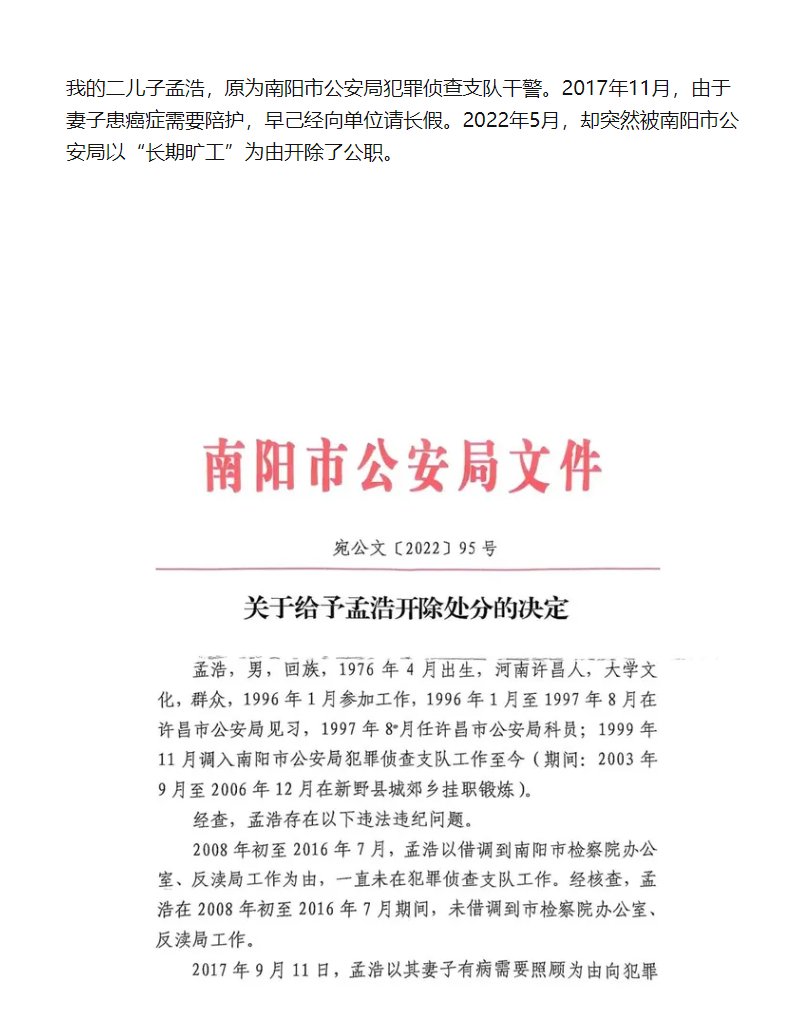 我的二儿子孟浩，原为南阳市公安局犯罪侦查支队干警。2017年11月，由于
妻子患癌症需要陪护，早已经向单位请长假。2022年5月，却突然被南阳市公
安局以“长期旷工”为由开除了公职。
南阳市公安局文件
宛公文〔2022〕95号
关于给予孟浩开除处分的决定
孟浩，男，回族，1976年4月出生，河南许昌人，大学文
化，群众，1996年1月参加工作，1996年1月至1997年8月在
许昌市公安局见习，1997年8月任许昌市公安局科员；1999年
11月调入南阳市公安局犯罪侦查支队工作至今（期间：2003年
9月至2006年12月在新野县城郊乡挂职锻炼）。
经查，孟浩存在以下违法违纪问题。
2008年初至2016年7月，孟浩以借调到南阳市检察院办公
室、反渎局工作为由，一直未在犯罪侦查支队工作。经核查，孟
浩在2008年初至2016年7月期间，未借调到市检察院办公室、
反渎局工作。
2017年9月11日，孟浩以其妻子有病需要照顾为由向犯罪